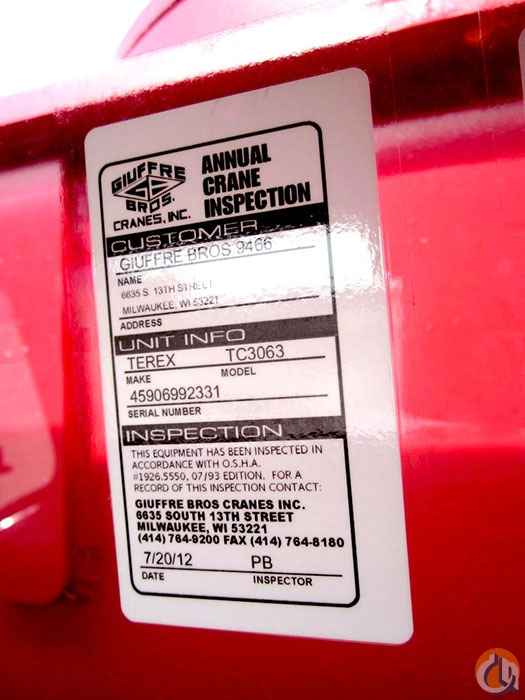 GIUFFRE
BROS.
CRANES, INC.
ANNUAL
CRANE
INSPECTION
CUSTOMER
GIUFFRE BROS 9466
NAME
6635 S. 13TH STREET
MILWAUKEE, WI 53221
ADDRESS
UNIT INFO
TEREX TC3063
MAKE MODEL
45906992331
SERIAL NUMBER
INSPECTION
THIS EQUIPMENT HAS BEEN INSPECTED IN
ACCORDANCE WITH O.S.H.A.
#1926.5550, 07/93 EDITION. FOR A
RECORD OF THIS INSPECTION CONTACT:
GIUFFRE BROS CRANES INC.
6635 SOUTH 13TH STREET
MILWAUKEE, WI 53221
(414) 764-9200 FAX (414) 764-8180
7/20/12 PB
DATE INSPECTOR